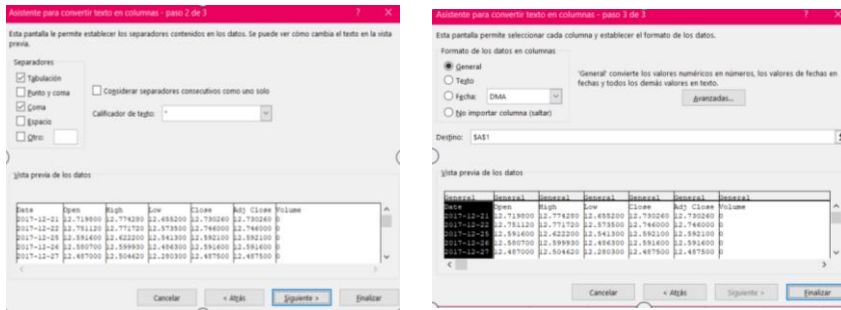 Asistente para convertir texto en columnas - paso 2 de 3
? X
Esta pantalla le permite establecer los separadores contenidos en los datos. Se puede ver cómo cambia el texto en la vista
previa.
Separadores
Tabulación
Punto y coma
Coma
Espacio
Otro:
Considerar separadores consecutivos como uno solo
Calificador de texto: "
Vista previa de los datos
Date Open High Low Close Adj Close Volume
2017-12-21 12.719800 12.774280 12.655200 12.730260 12.730260 0
2017-12-22 12.751120 12.771720 12.573500 12.746000 12.746000 0
2017-12-25 12.591600 12.622200 12.541300 12.592100 12.592100 0
2017-12-26 12.580700 12.599930 12.486300 12.591600 12.591600 0
2017-12-27 12.487000 12.504620 12.280300 12.487500 12.487500 0
Cancelar < Atrás Siguiente > Finalizar
Asistente para convertir texto en columnas - paso 3 de 3
? X
Esta pantalla permite seleccionar cada columna y establecer el formato de los datos.
Formato de los datos en columnas
General
Texto
Fecha: DMA
No importar columna (saltar)
'General' convierte los valores numéricos en números, los valores de fechas en
fechas y todos los demás valores en texto.
Avanzadas...
Destino: $A$1
Vista previa de los datos
General General General General General General General
Date Open High Low Close Adj Close Volume
2017-12-21 12.719800 12.774280 12.655200 12.730260 12.730260 0
2017-12-22 12.751120 12.771720 12.573500 12.746000 12.746000 0
2017-12-25 12.591600 12.622200 12.541300 12.592100 12.592100 0
2017-12-26 12.580700 12.599930 12.486300 12.591600 12.591600 0
2017-12-27 12.487000 12.504620 12.280300 12.487500 12.487500 0
Cancelar < Atrás Siguiente > Finalizar